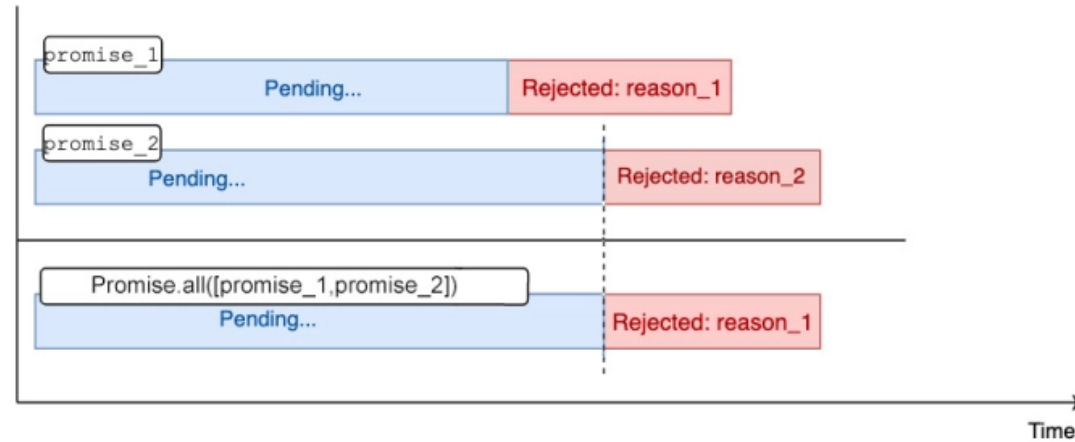 promise_1
Pending...
Rejected: reason_1
promise_2
Pending...
Rejected: reason_2
Promise.all([promise_1,promise_2])
Pending...
Rejected: reason_1
Time